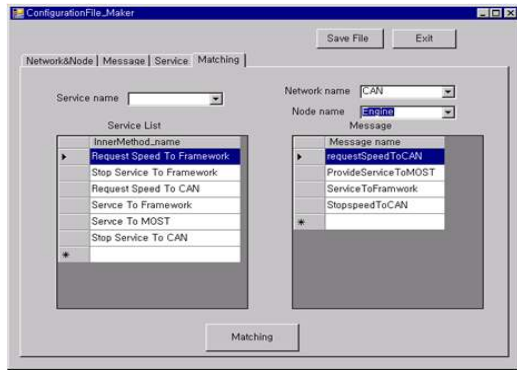 ConfigurationFile_Maker
Save File Exit
Network&Node Message Service Matching
Service name
Network name CAN
Node name Engine
Service List
Message
InnerMethod_name
Request Speed To Framework
Stop Service To Framework
Request Speed To CAN
Servce To Framework
Servce To MOST
Stop Service To CAN
Message name
requestSpeedToCAN
ProvideServiceToMOST
ServiceToFramwork
StopspeedToCAN
Matching